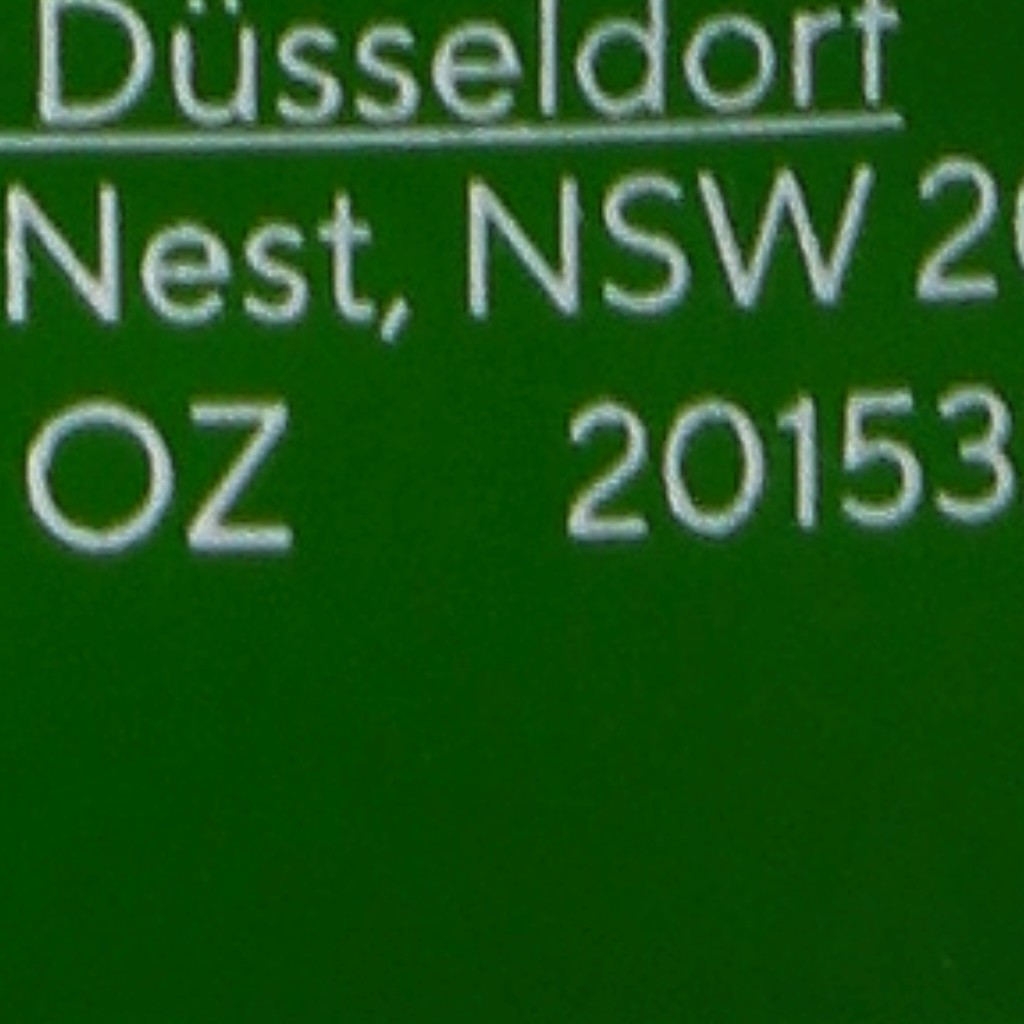 Düsseldorf
Nest, NSW
OZ 20153